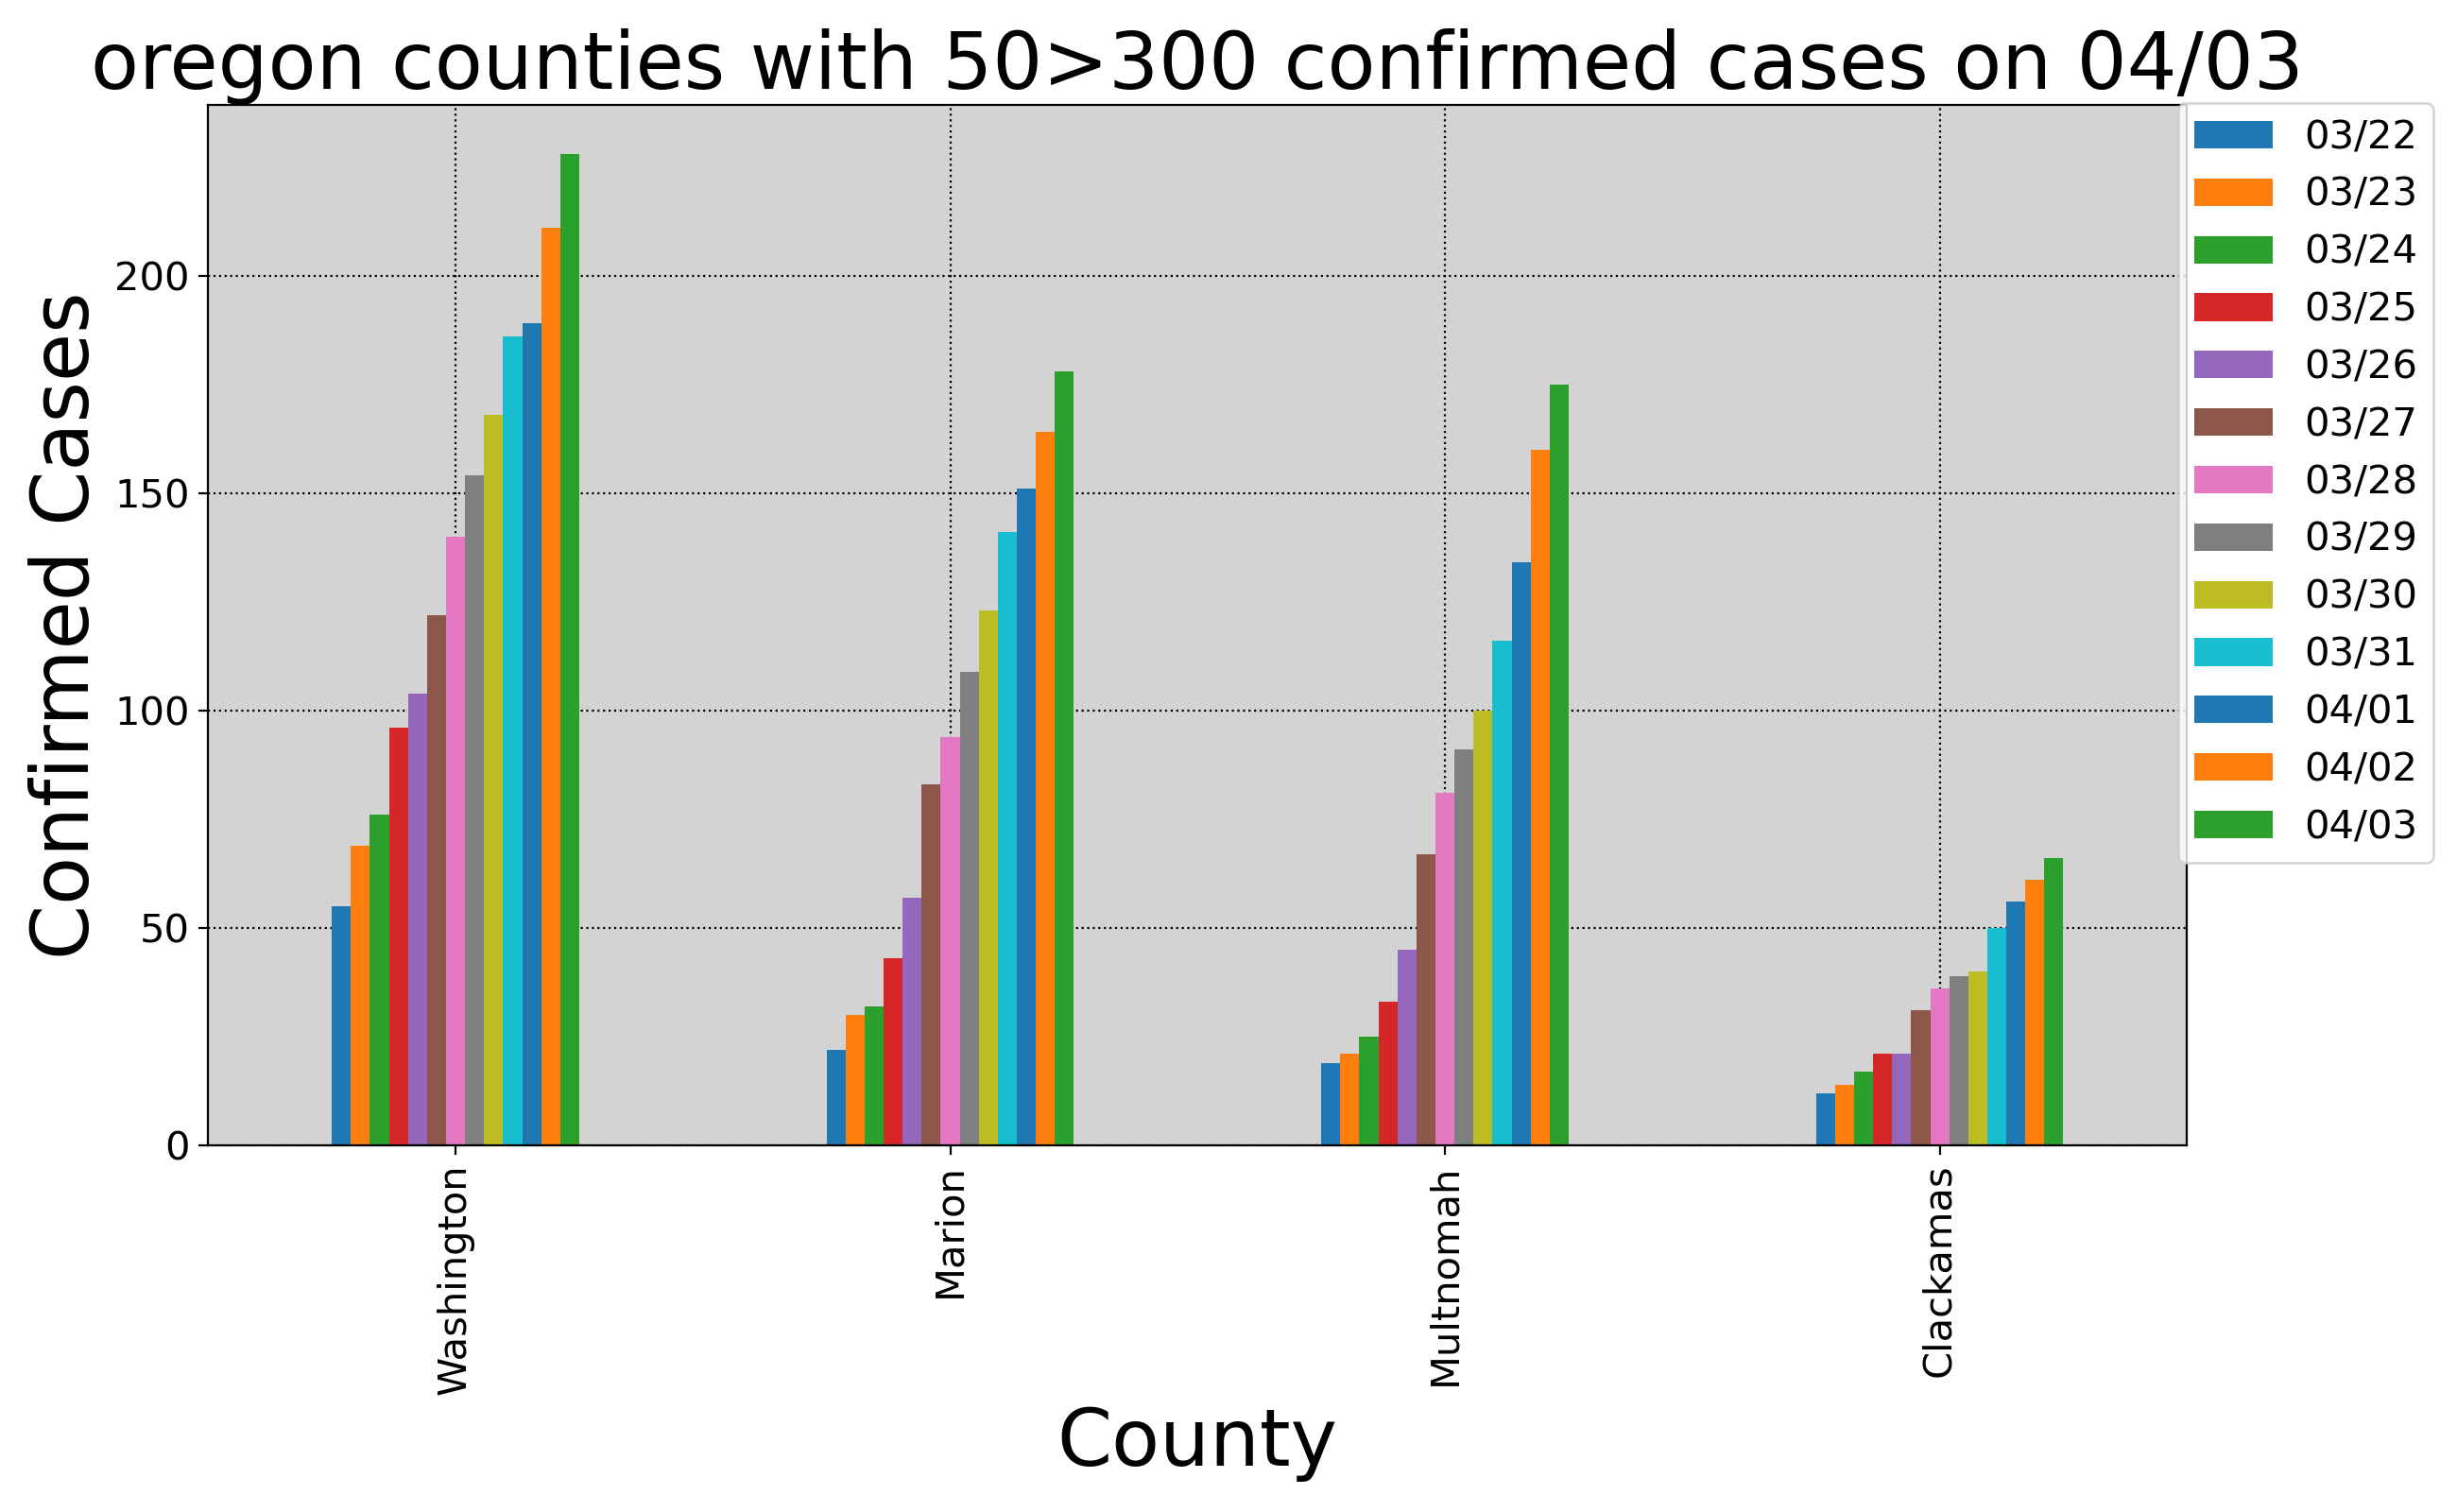 oregon counties with 50>300 confirmed cases on 04/03
Confirmed Cases
200
150
100
50
0
03/22
03/23
03/24
03/25
03/26
03/27
03/28
03/29
03/30
03/31
04/01
04/02
04/03
Washington
Marion
Multnomah
Clackamas
County